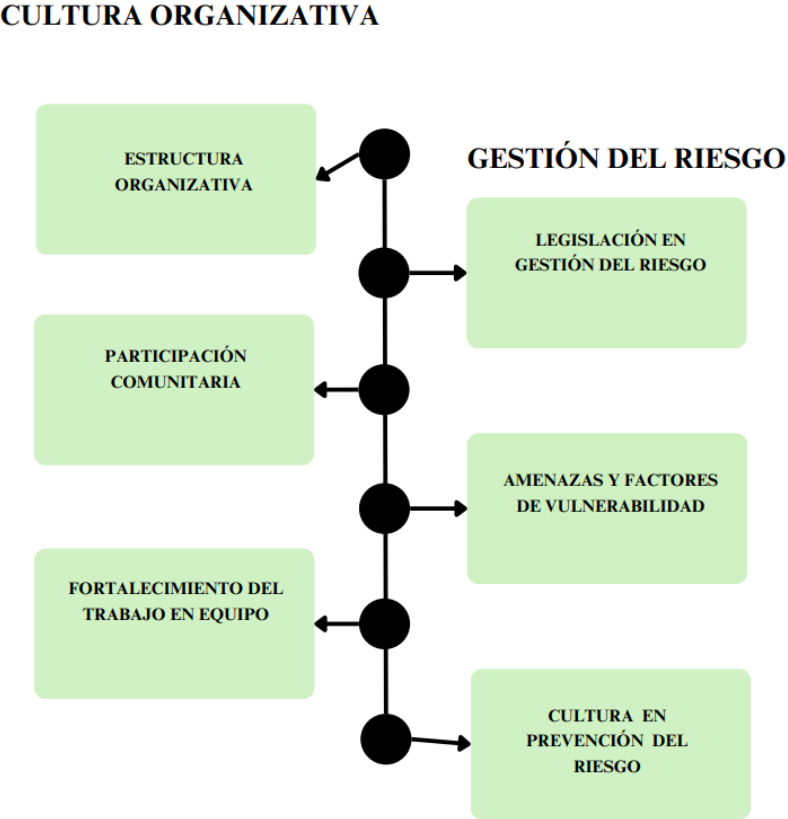 CULTURA ORGANIZATIVA
ESTRUCTURA
ORGANIZATIVA
GESTIÓN DEL RIESGO
LEGISLACIÓN EN
GESTIÓN DEL RIESGO
PARTICIPACIÓN
COMUNITARIA
AMENAZAS Y FACTORES
DE VULNERABILIDAD
FORTALECIMIENTO DEL
TRABAJO EN EQUIPO
CULTURA EN
PREVENCIÓN DEL
RIESGO